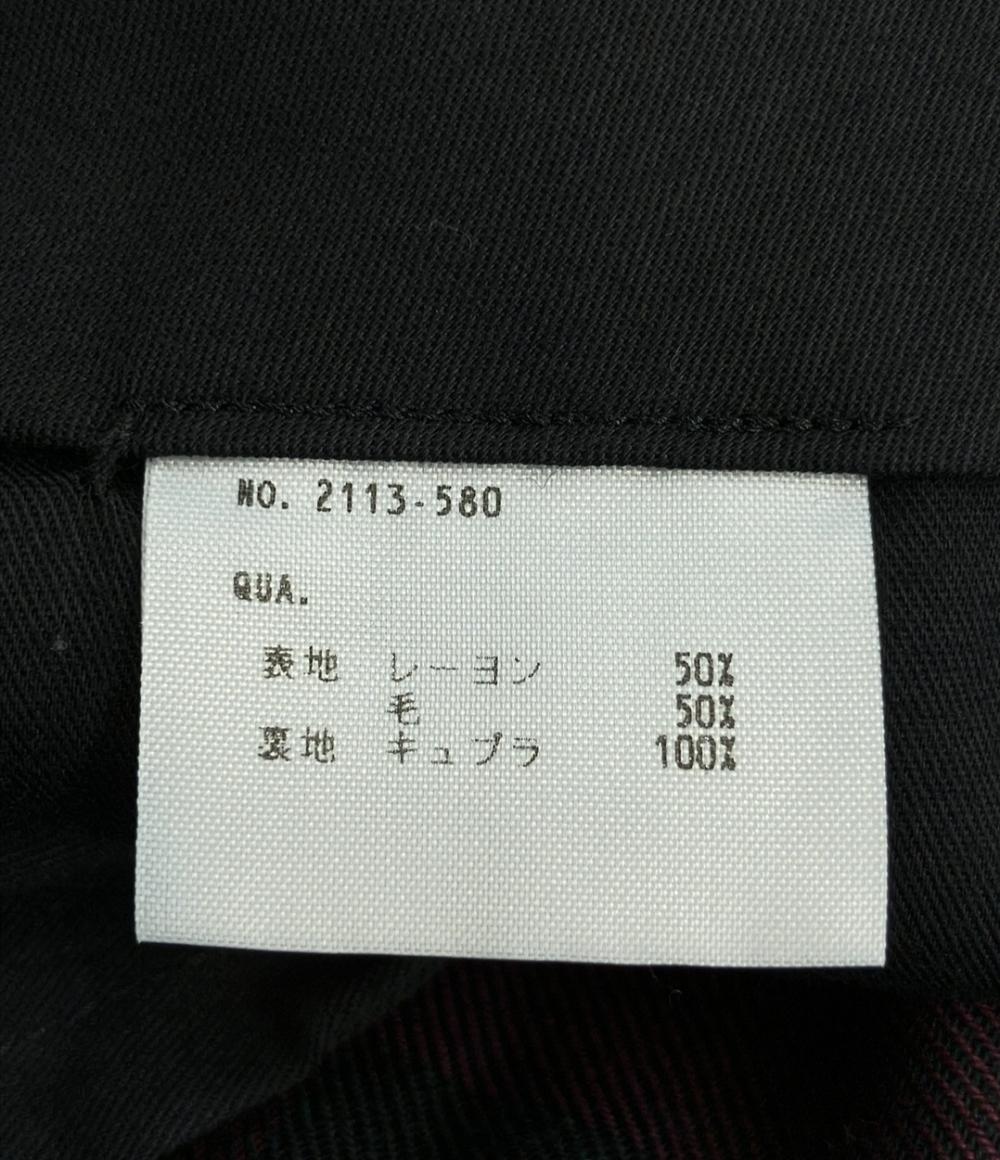 NO. 2113-580
QUA.
表地 レーヨン 50%
毛 50%
裏地 キュプラ 100%